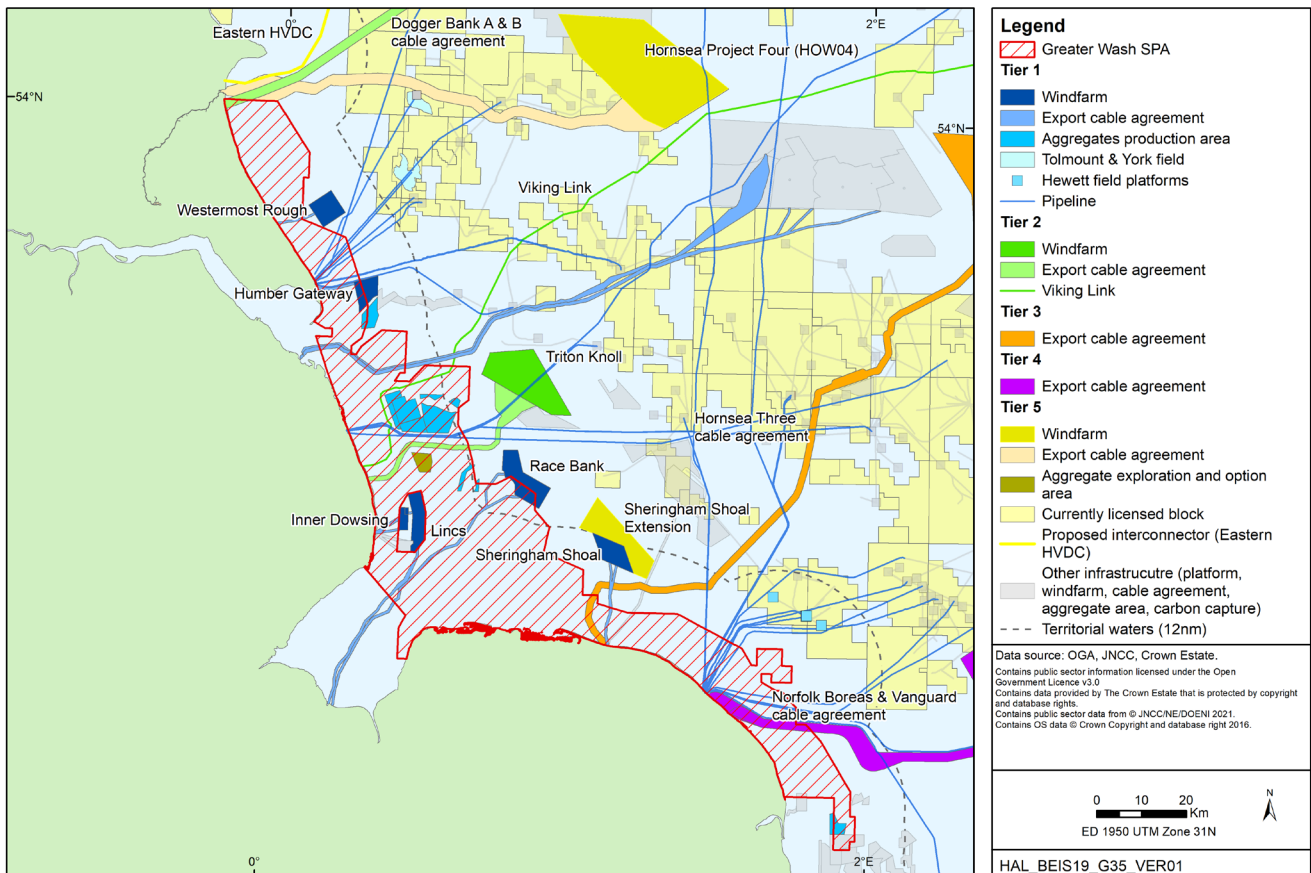 0°
2°E
Eastern HVDC
Dogger Bank A & B
cable agreement
Hornsea Project Four (HOW04)
54°N
54°N
Viking Link
Westermost Rough
Humber Gateway
Triton Knoll
Hornsea Three
cable agreement
Race Bank
Inner Dowsing
Lincs
Sheringham Shoal
Extension
Sheringham Shoal
Norfolk Boreas & Vanguard
cable agreement
0°
2°E
Legend
Greater Wash SPA
Tier 1
Windfarm
Export cable agreement
Aggregates production area
Tolmount & York field
Hewett field platforms
Pipeline
Tier 2
Windfarm
Export cable agreement
Viking Link
Tier 3
Export cable agreement
Tier 4
Export cable agreement
Tier 5
Windfarm
Export cable agreement
Aggregate exploration and option
area
Currently licensed block
Proposed interconnector (Eastern
HVDC)
Other infrastrucutre (platform,
windfarm, cable agreement,
aggregate area, carbon capture)
Territorial waters (12nm)
Data source: OGA, JNCC, Crown Estate.
Contains public sector information licensed under the Open
Government Licence v3.0
Contains data provided by The Crown Estate that is protected by copyright
and database rights.
Contains public sector data from © JNCC/NE/DOENI 2021.
Contains OS data © Crown Copyright and database right 2016.
0 10 20
Km
N
ED 1950 UTM Zone 31N
HAL_BEIS19_G35_VER01